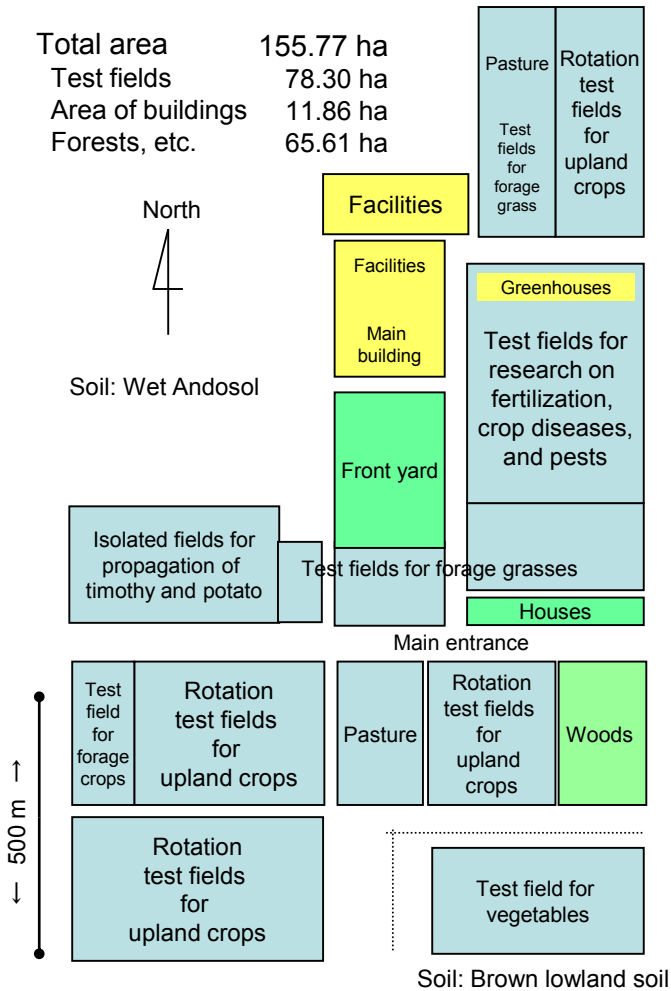 Total area 155.77 ha
Test fields 78.30 ha
Area of buildings 11.86 ha
Forests, etc. 65.61 ha
Pasture
Test
fields
for
forage
grass
Rotation
test
fields
for
upland
crops
North
Facilities
Facilities
Main
building
Greenhouses
Test fields for
research on
fertilization,
crop diseases,
and pests
Soil: Wet Andosol
Front yard
Isolated fields for
propagation of
timothy and potato
Test fields for forage grasses
Houses
Main entrance
Test
field
for
forage
crops
Rotation
test fields
for
upland crops
Pasture
Rotation
test fields
for
upland
crops
Woods
← 500 m →
Rotation
test fields
for
upland crops
Test field for
vegetables
Soil: Brown lowland soil